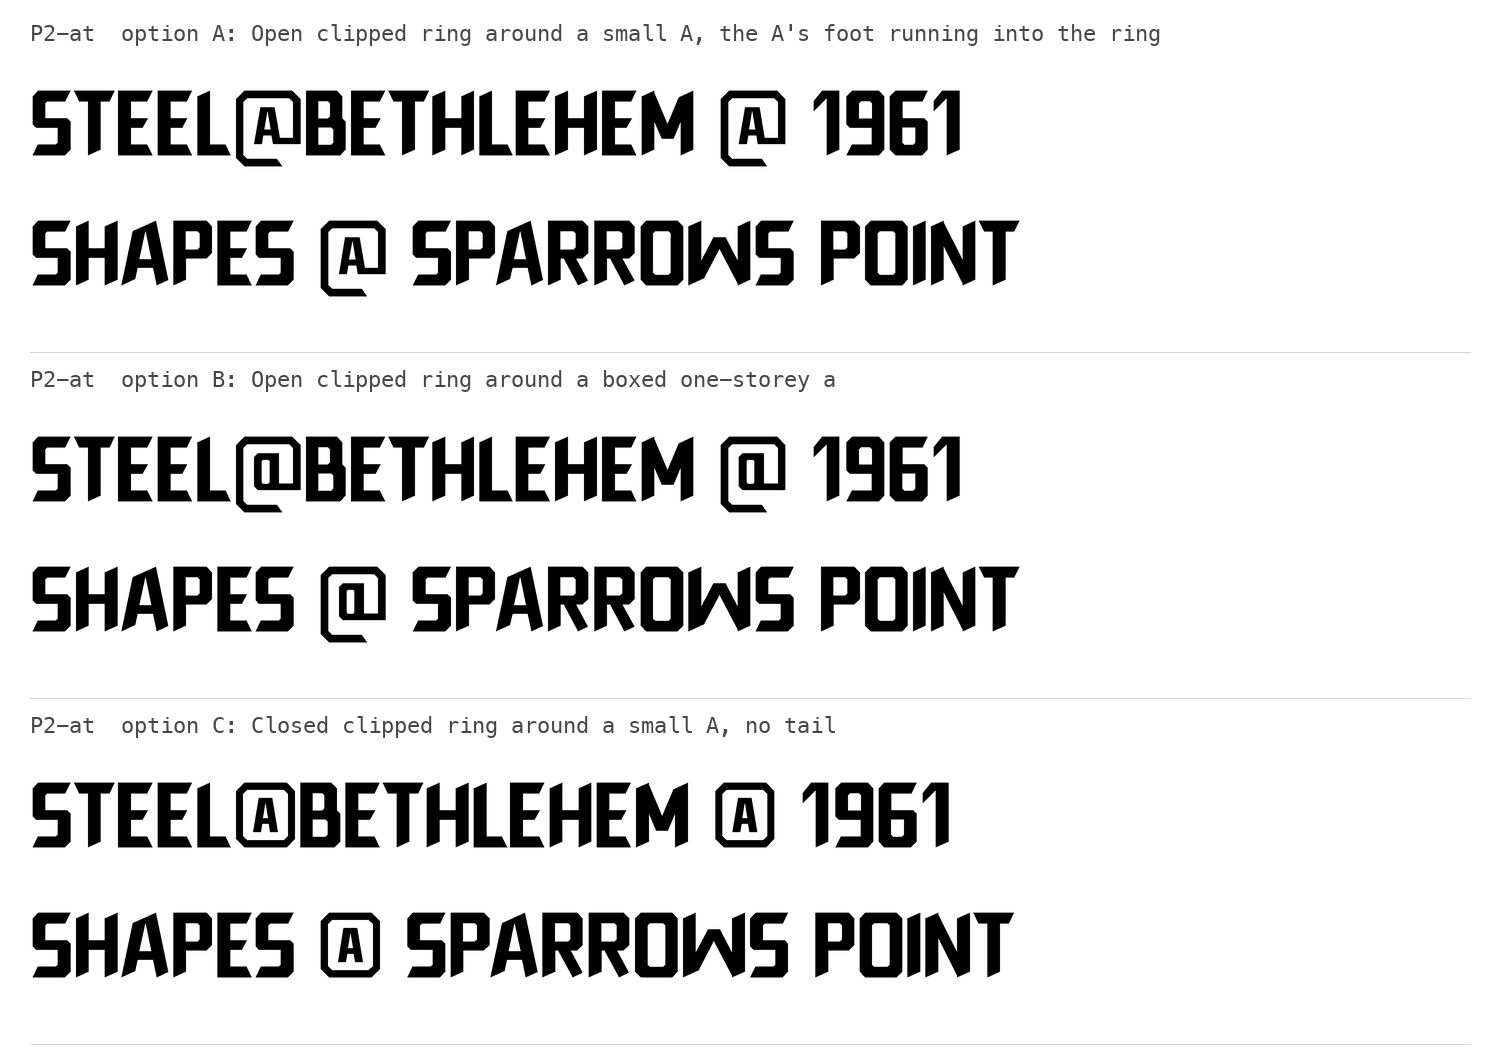 P2−at  option A: Open clipped ring around a small A, the A's foot running into the ring
STEEL@BETHLEHEM @ 1961
SHAPES @ SPARROWS POINT
P2−at  option B: Open clipped ring around a boxed one−storey a
STEEL@BETHLEHEM @ 1961
SHAPES @ SPARROWS POINT
P2−at  option C: Closed clipped ring around a small A, no tail
STEEL@BETHLEHEM @ 1961
SHAPES @ SPARROWS POINT